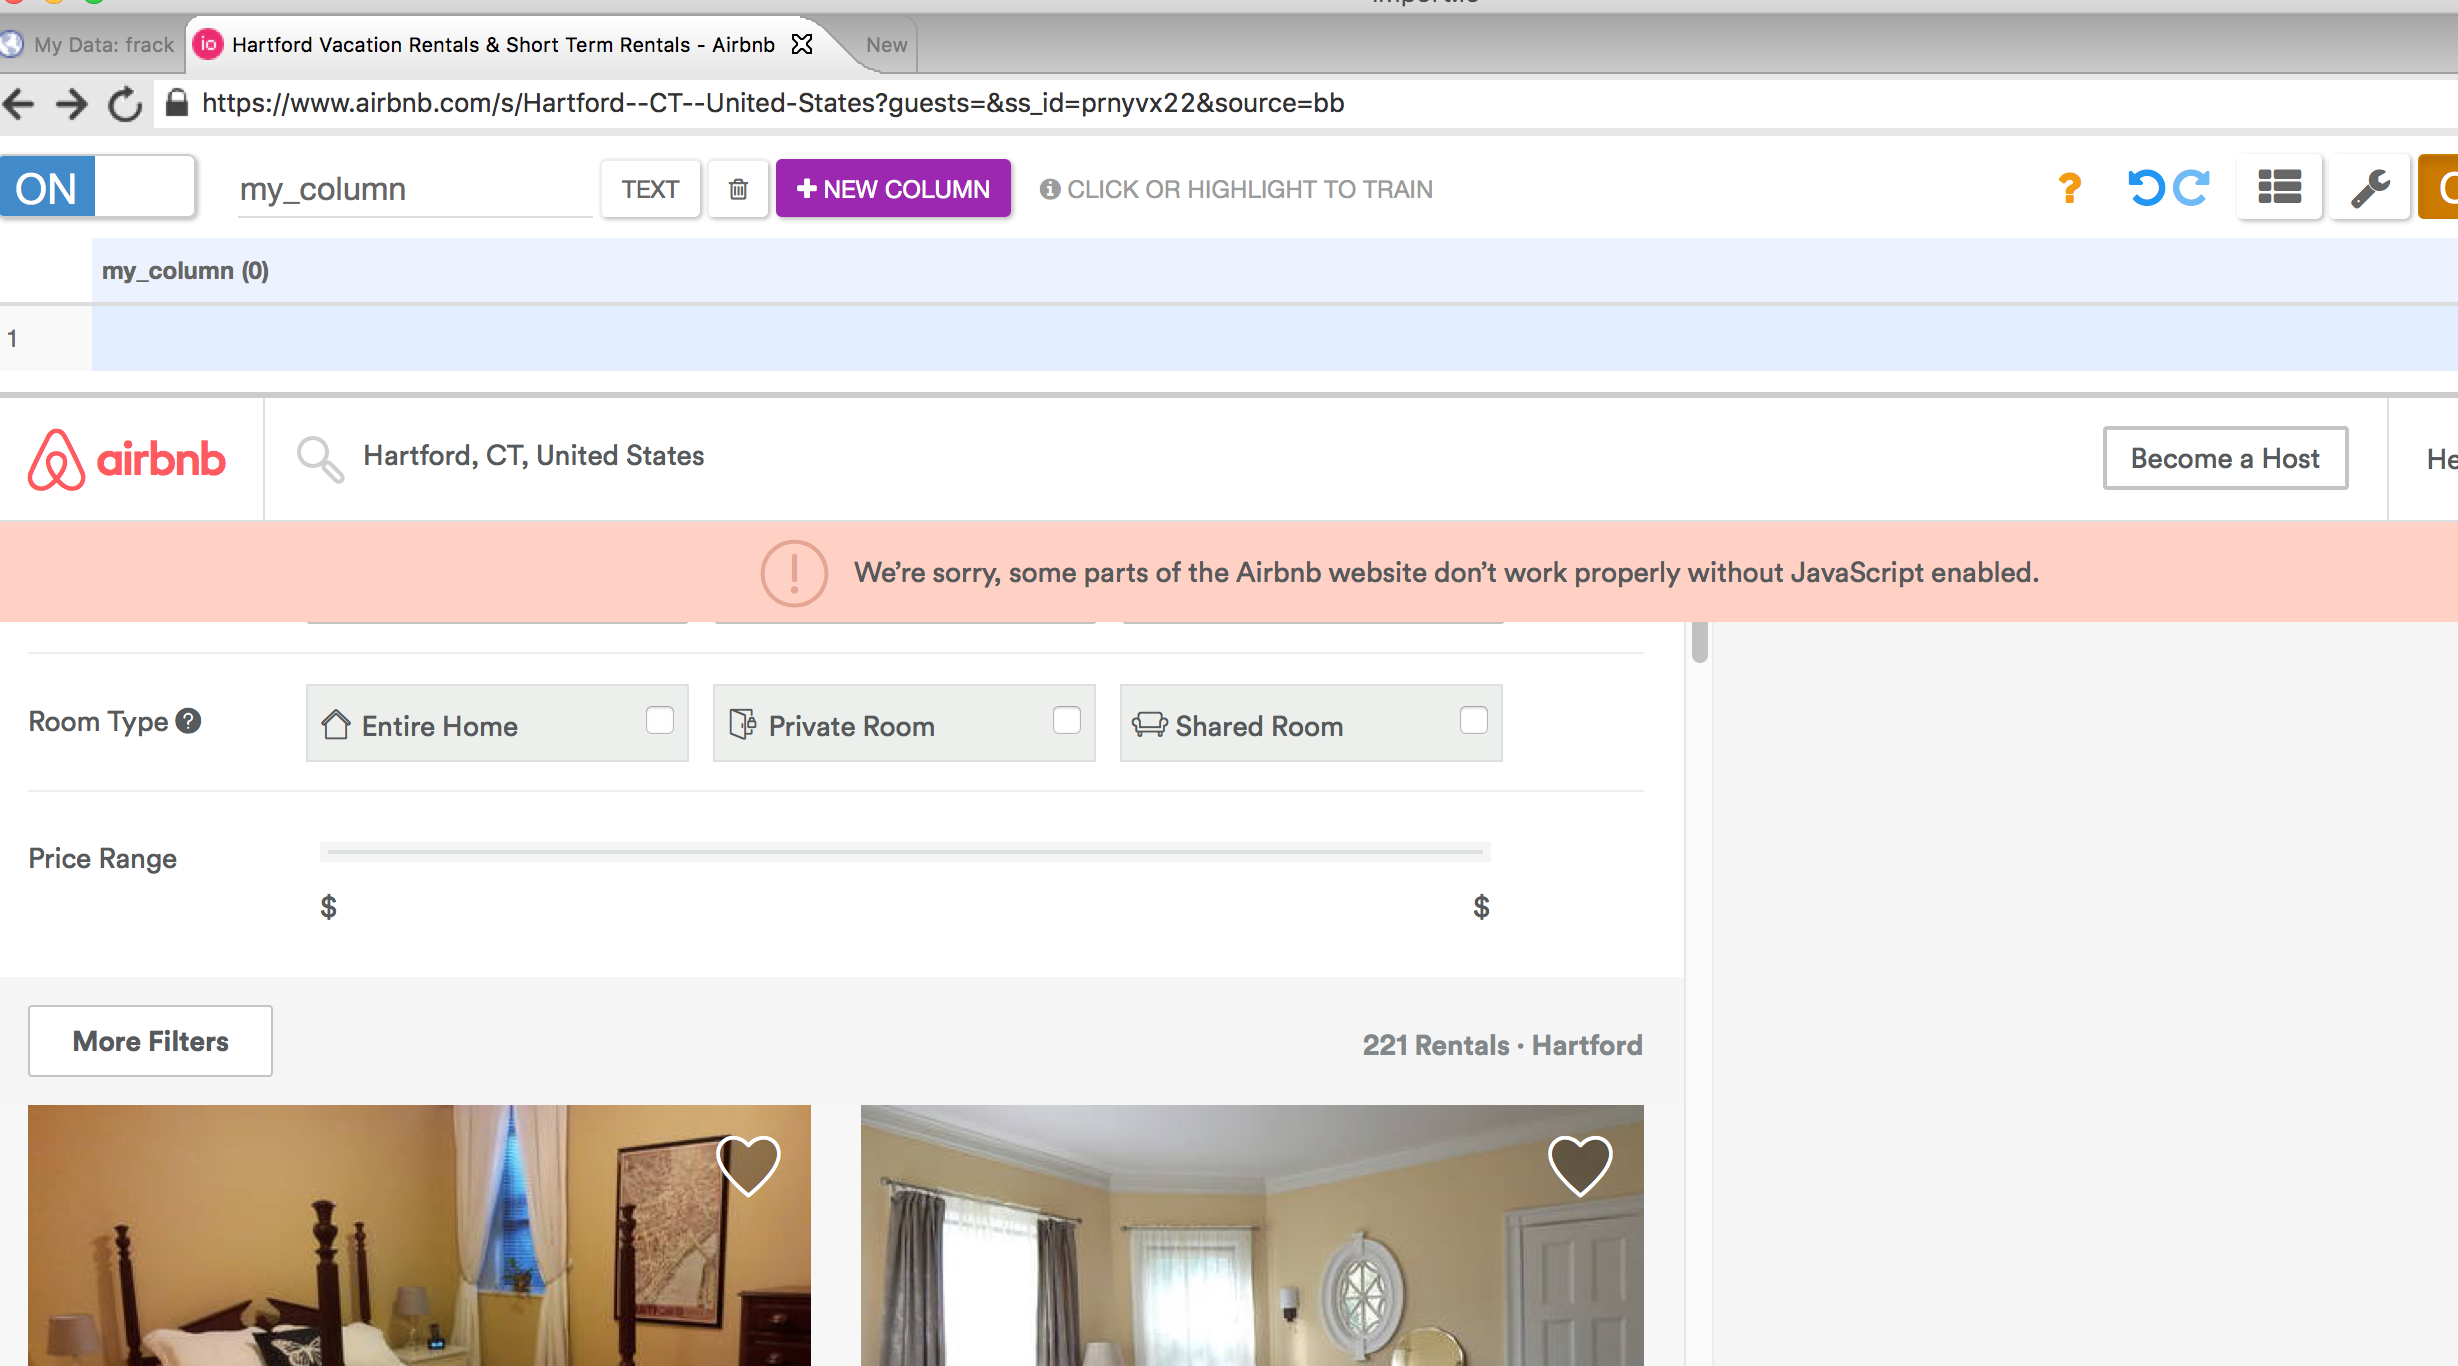 My Data: frack
io
Hartford Vacation Rentals & Short Term Rentals - Airbnb
New
https://www.airbnb.com/s/Hartford--CT--United-States?guests=&ss_id=prnyvx22&source=bb
ON
my_column
TEXT
+ NEW COLUMN
CLICK OR HIGHLIGHT TO TRAIN
?
my_column (0)
1
airbnb
Hartford, CT, United States
Become a Host
He
We’re sorry, some parts of the Airbnb website don’t work properly without JavaScript enabled.
Room Type ?
Entire Home
Private Room
Shared Room
Price Range
$
$
More Filters
221 Rentals · Hartford